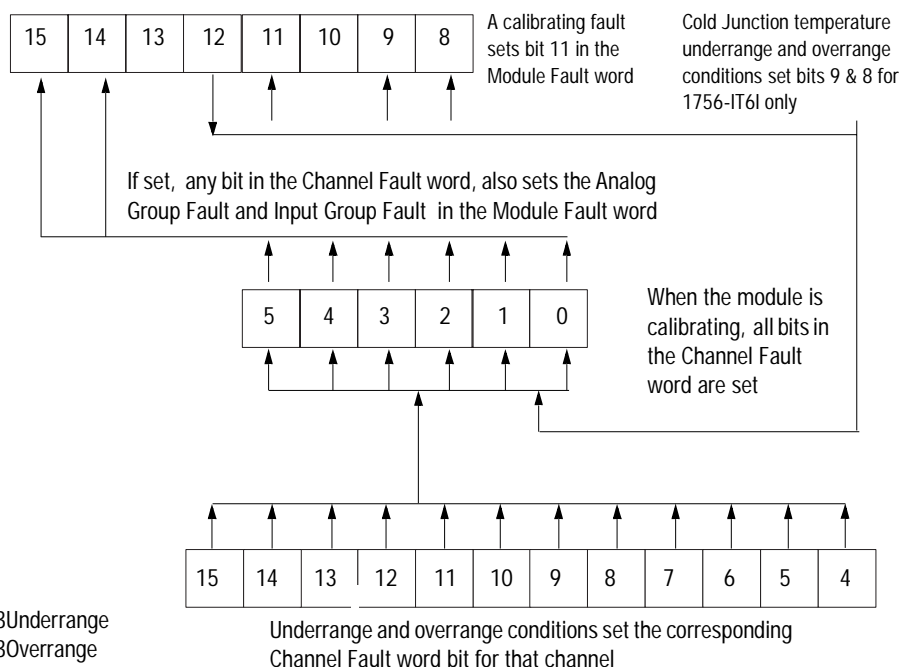 15 14 13 12 11 10 9 8
A calibrating fault
sets bit 11 in the
Module Fault word
Cold Junction temperature
underrange and overrange
conditions set bits 9 & 8 for
1756-IT6I only
If set, any bit in the Channel Fault word, also sets the Analog
Group Fault and Input Group Fault in the Module Fault word
5 4 3 2 1 0
When the module is
calibrating, all bits in
the Channel Fault
word are set
15 14 13 12 11 10 9 8 7 6 5 4
3Underrange
3Overrange
Underrange and overrange conditions set the corresponding
Channel Fault word bit for that channel